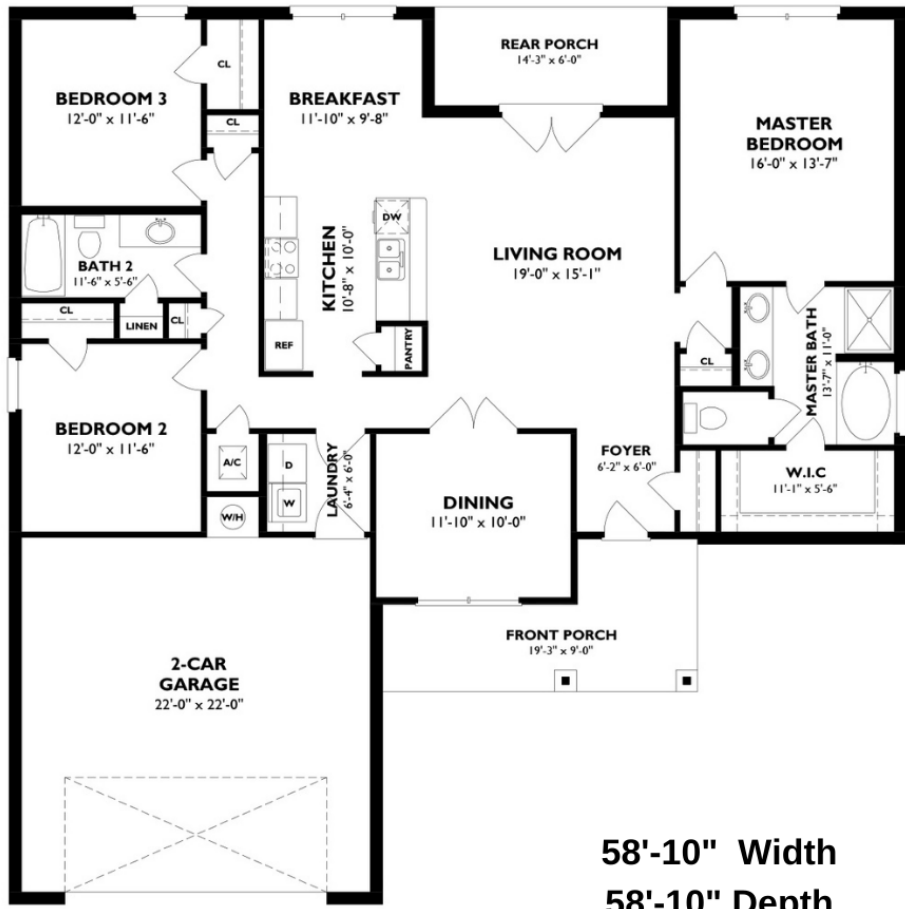 REAR PORCH
14'-3" x 6'-0"
CL
BEDROOM 3
12'-0" x 11'-6"
BREAKFAST
11'-10" x 9'-8"
MASTER
BEDROOM
16'-0" x 13'-7"
CL
DW
BATH 2
11'-6" x 5'-6"
KITCHEN
10'-8" x 10'-0"
LIVING ROOM
19'-0" x 15'-1"
CL
LINEN
CL
REF
PANTRY
CL
MASTER BATH
13'-7" x 11'-0"
BEDROOM 2
12'-0" x 11'-6"
A/C
D
W
LAUNDRY
6'-4" x 6'-0"
W/H
DINING
11'-10" x 10'-0"
FOYER
6'-2" x 6'-0"
W.I.C
11'-1" x 5'-6"
FRONT PORCH
19'-3" x 9'-0"
2-CAR
GARAGE
22'-0" x 22'-0"
58'-10" Width
58'-10" Depth